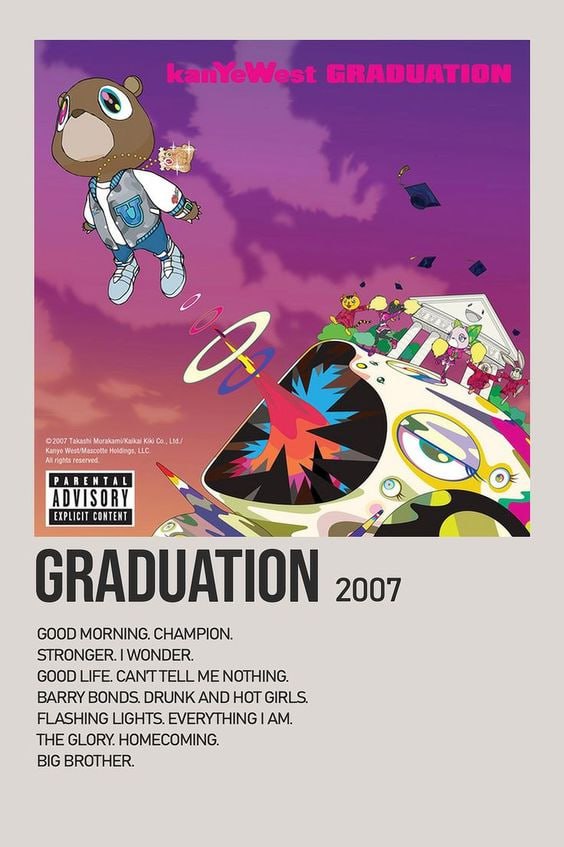 kanYeWest GRADUATION
©2007 Takashi Murakami/Kaikai Kiki Co., Ltd./
Kanye West/Mascotte Holdings, LLC.
All rights reserved.
PARENTAL
ADVISORY
EXPLICIT CONTENT
GRADUATION 2007
GOOD MORNING. CHAMPION.
STRONGER. I WONDER.
GOOD LIFE. CAN'T TELL ME NOTHING.
BARRY BONDS. DRUNK AND HOT GIRLS.
FLASHING LIGHTS. EVERYTHING I AM.
THE GLORY. HOMECOMING.
BIG BROTHER.